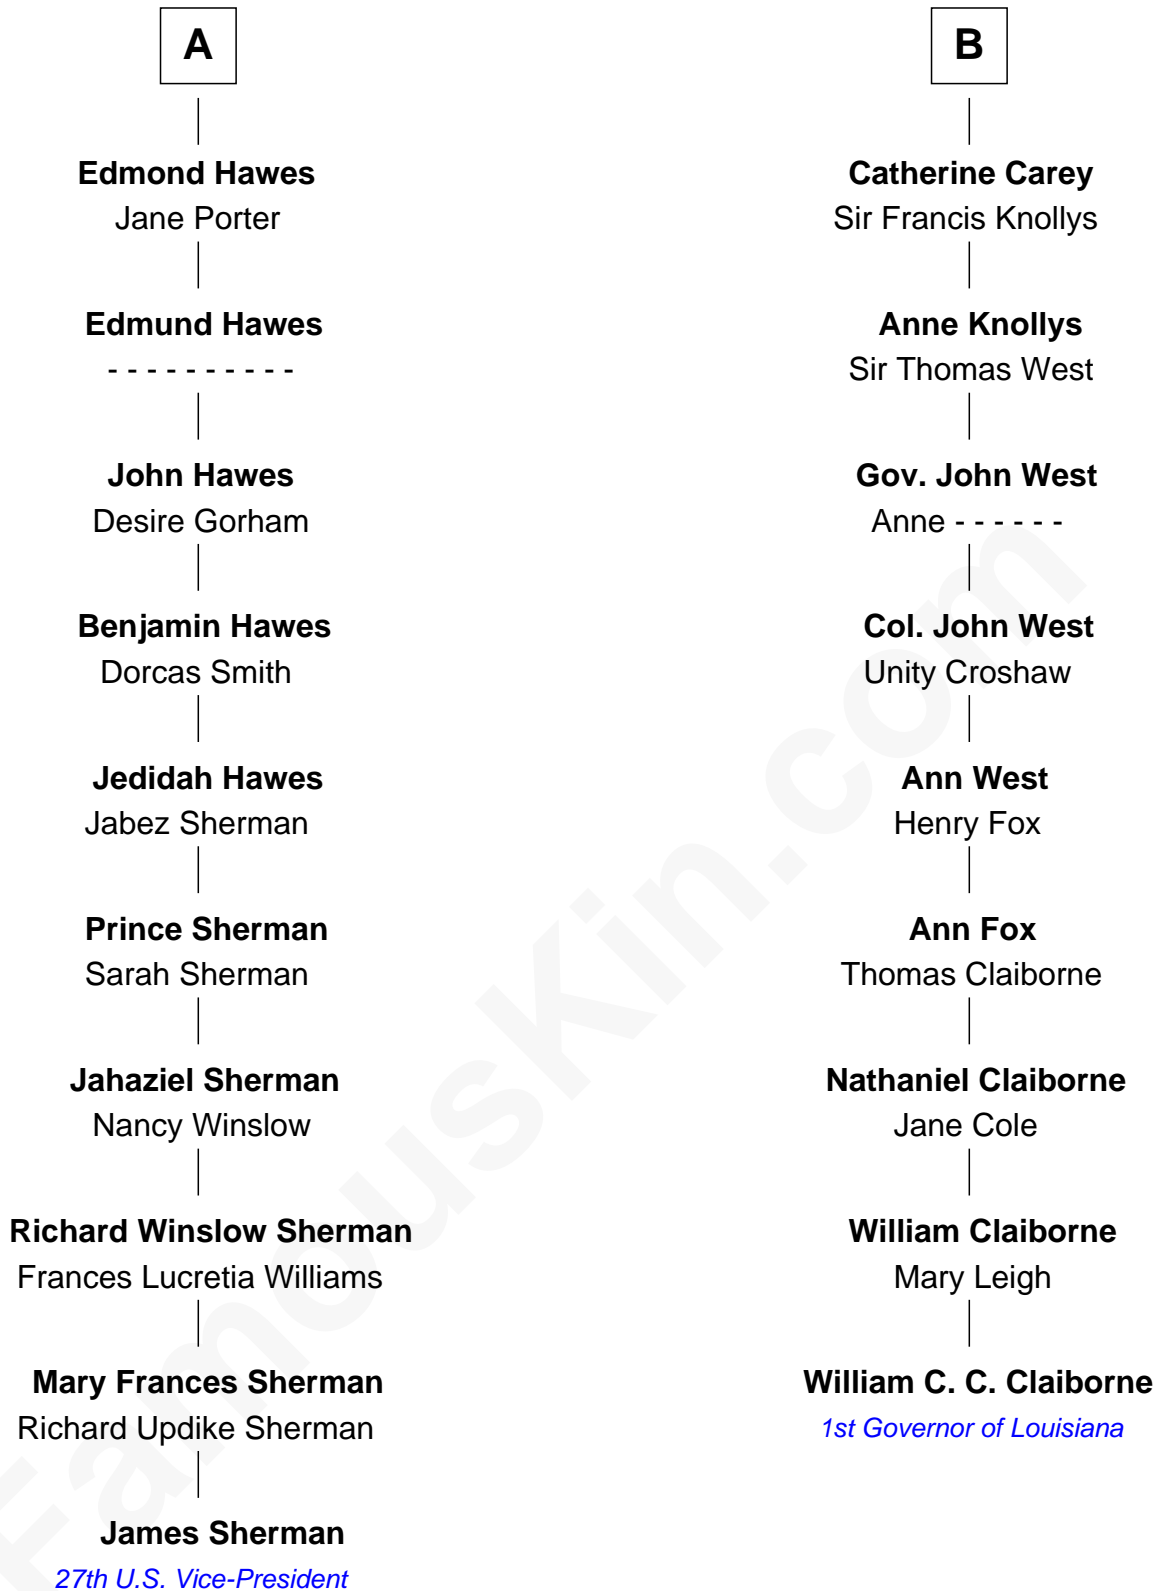 A
Edmond Hawes
Jane Porter
Edmund Hawes
- - - - - - - - - -
John Hawes
Desire Gorham
Benjamin Hawes
Dorcas Smith
Jedidah Hawes
Jabez Sherman
Prince Sherman
Sarah Sherman
Jahaziel Sherman
Nancy Winslow
Richard Winslow Sherman
Frances Lucretia Williams
Mary Frances Sherman
Richard Updike Sherman
James Sherman
27th U.S. Vice-President
B
Catherine Carey
Sir Francis Knollys
Anne Knollys
Sir Thomas West
Gov. John West
Anne - - - - - -
Col. John West
Unity Croshaw
Ann West
Henry Fox
Ann Fox
Thomas Claiborne
Nathaniel Claiborne
Jane Cole
William Claiborne
Mary Leigh
William C. C. Claiborne
1st Governor of Louisiana
FamousKin.com